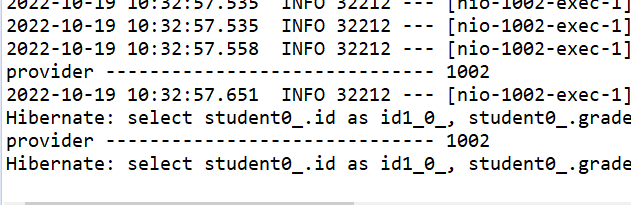 2022-10-19 10:32:57.535  INFO 32212 --- [nio-1002-exec-1]
2022-10-19 10:32:57.535  INFO 32212 --- [nio-1002-exec-1]
2022-10-19 10:32:57.558  INFO 32212 --- [nio-1002-exec-1]
provider ------------------------------ 1002
2022-10-19 10:32:57.651  INFO 32212 --- [nio-1002-exec-1]
Hibernate: select student0_.id as id1_0_, student0_.grade
provider ------------------------------ 1002
Hibernate: select student0_.id as id1_0_, student0_.grade